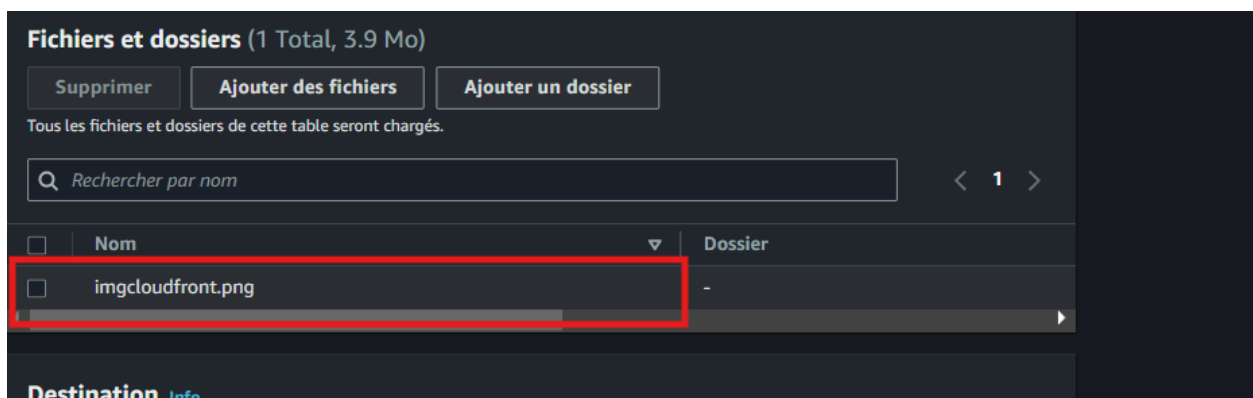 Fichiers et dossiers (1 Total, 3.9 Mo)
Supprimer Ajouter des fichiers Ajouter un dossier
Tous les fichiers et dossiers de cette table seront chargés.
Rechercher par nom 1
Nom Dossier
imgcloudfront.png -
Destination Info